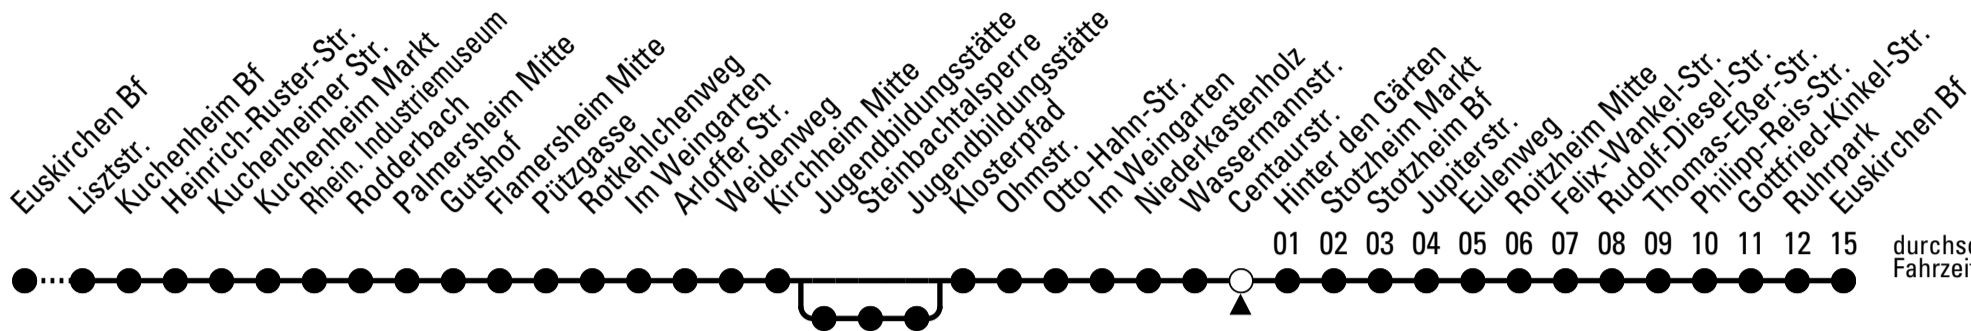 Euskirchen Bf
Lisztstr.
Kuchenheim Bf
Heinrich-Ruster-Str.
Kuchenheimer Str.
Kuchenheim Markt
Rhein. Industriemuseum
Rodderbach
Palmersheim Mitte
Gutshof
Flamersheim Mitte
Pützgasse
Rotkehlchenweg
Im Weingarten
Arloffer Str.
Weidenweg
Kirchheim Mitte
Jugendbildungsstätte
Steinbachtalsperre
Jugendbildungsstätte
Klosterpfad
Ohmstr.
Otto-Hahn-Str.
Im Weingarten
Niederkastenholz
Wassermannstr.
Centaurstr.
Hinter den Gärten
Stotzheim Markt
Stotzheim Bf
Jupiterstr.
Eulenweg
Roitzheim Mitte
Felix-Wankel-Str.
Rudolf-Diesel-Str.
Thomas-Eßer-Str.
Philipp-Reis-Str.
Gottfried-Kinkel-Str.
Ruhrpark
Euskirchen Bf
01 02 03 04 05 06 07 08 09 10 11 12 15
Fahrzeit